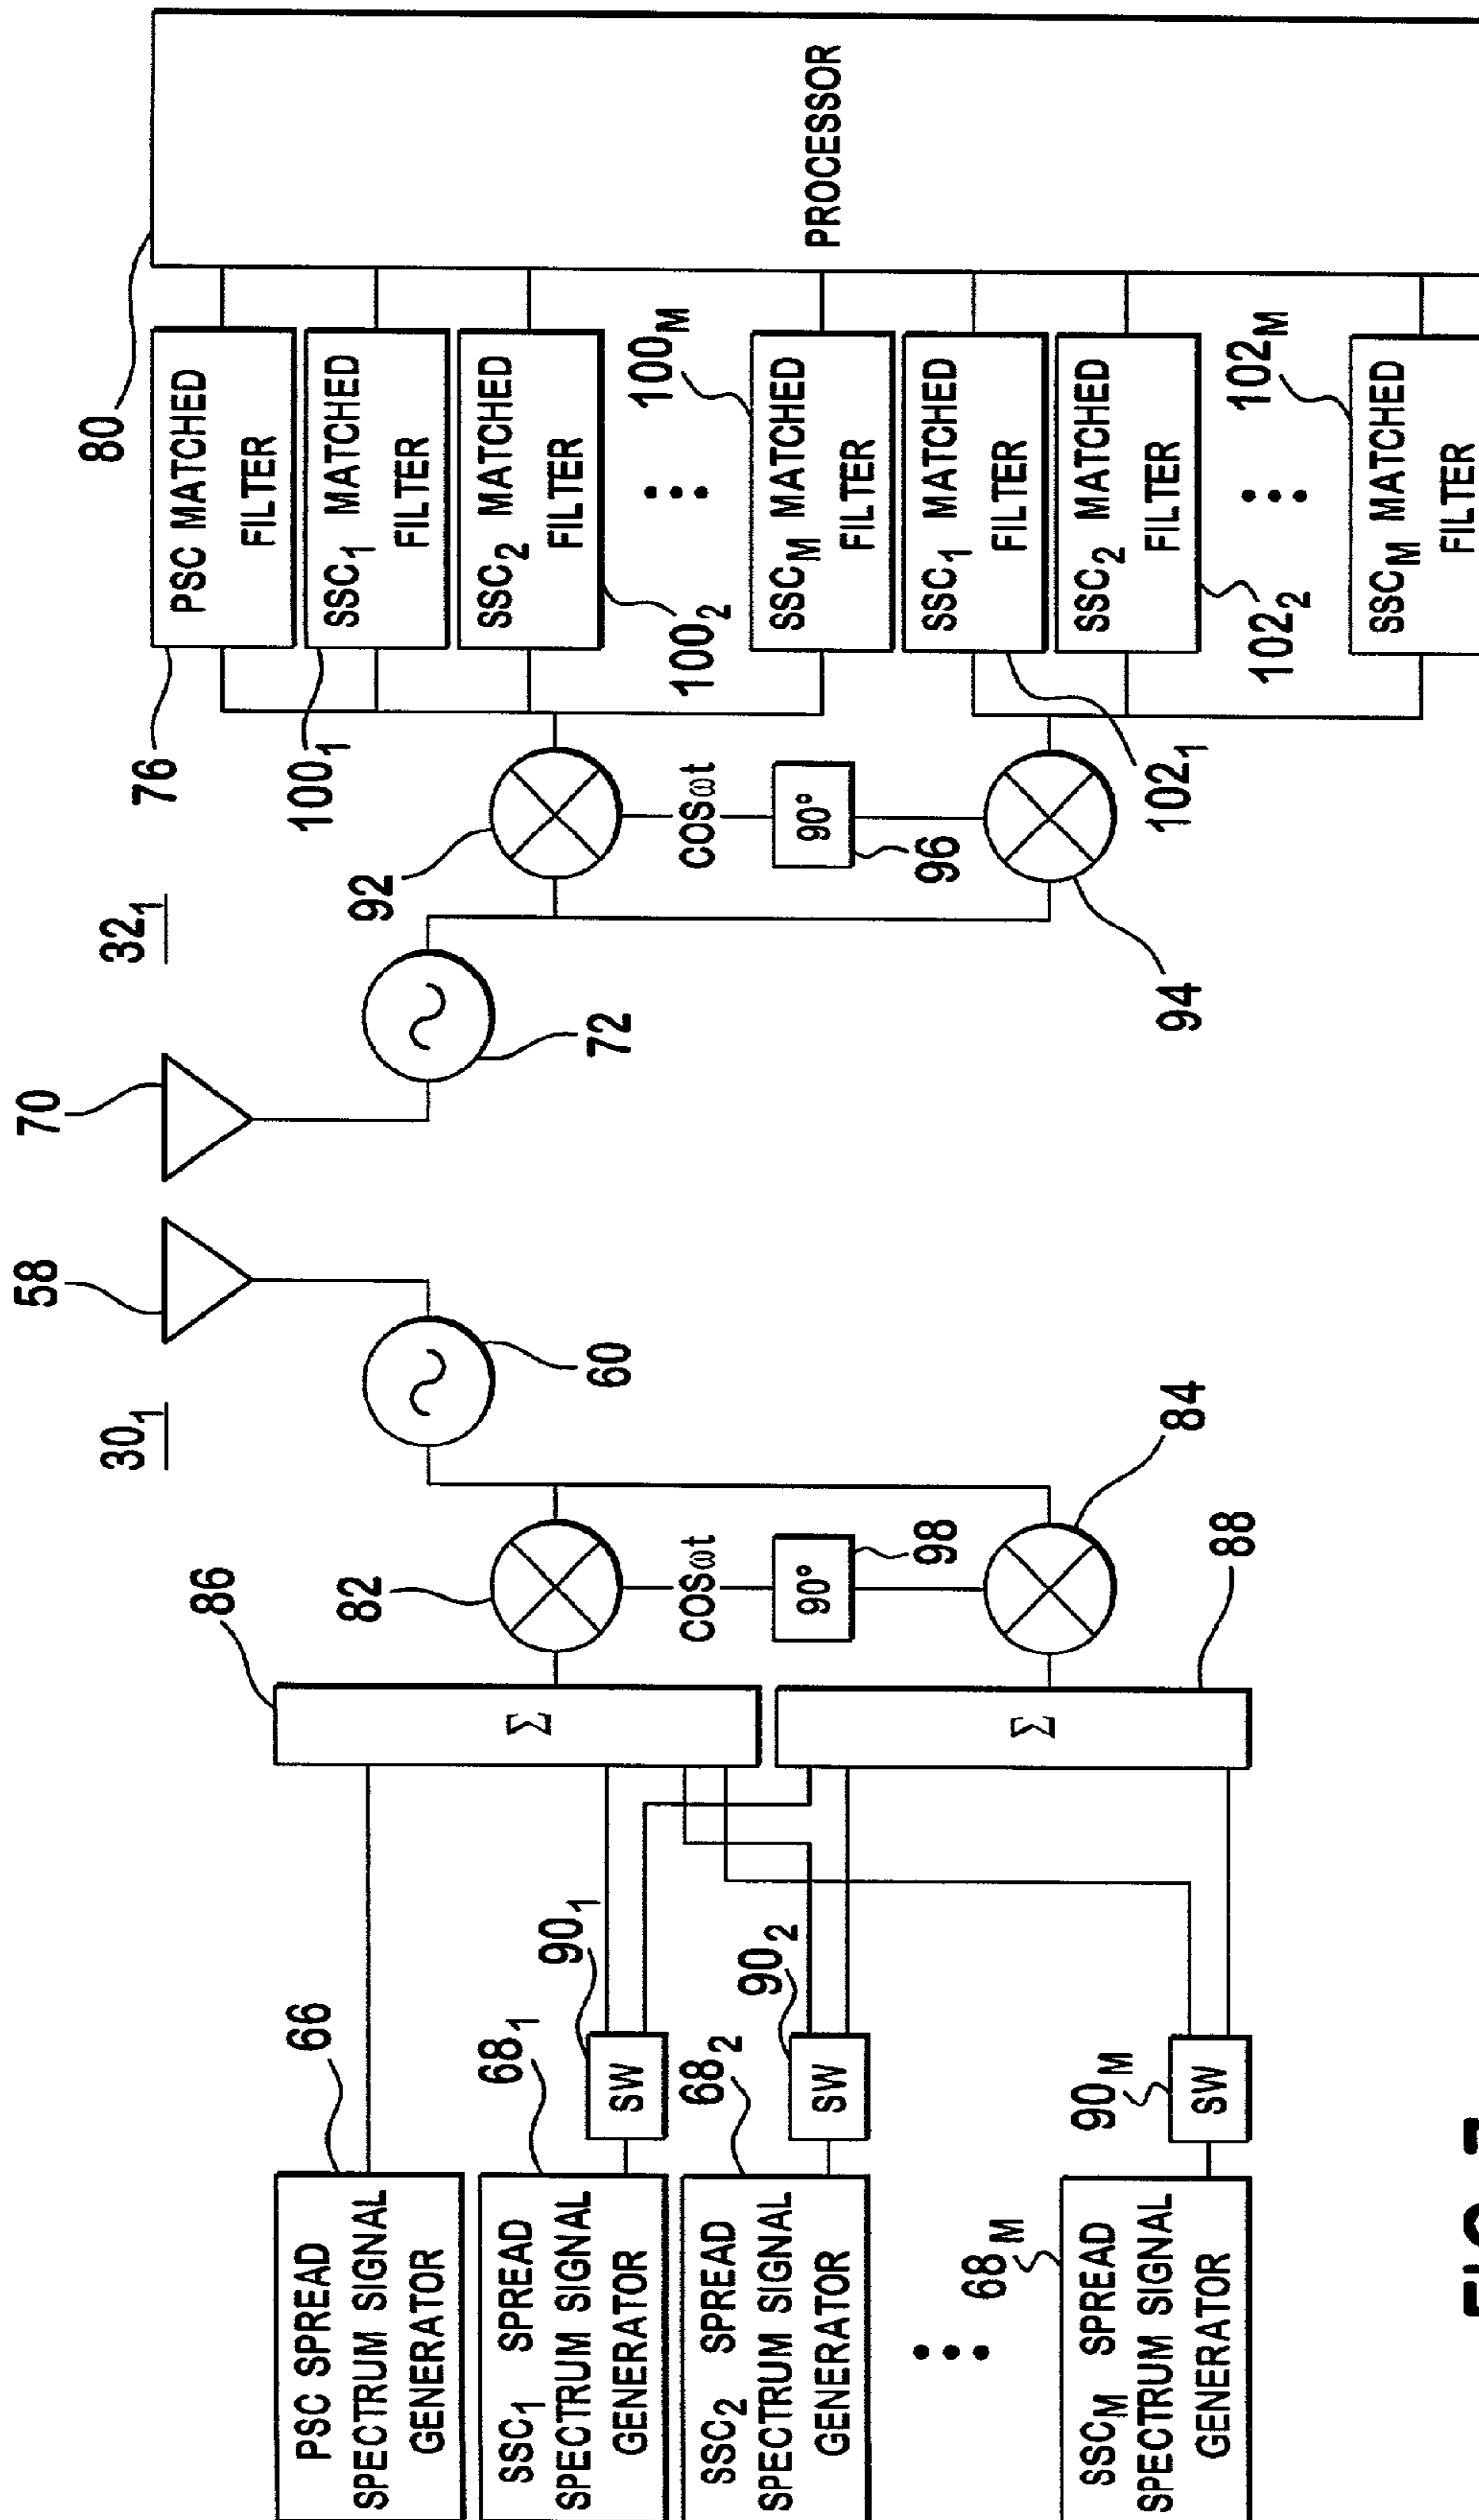 30₁
58
70
32₁
60
72
66
86
82
92
76
80
PSC SPREAD
SPECTRUM SIGNAL
GENERATOR
68₁
90₁
Σ
100₁
PSC MATCHED
FILTER
SSC₁ SPREAD
SPECTRUM SIGNAL
GENERATOR
SW
SSC₁ MATCHED
FILTER
SSC₂ SPREAD
SPECTRUM SIGNAL
GENERATOR
68₂
SW
90₂
COSωt
COSωt
SSC₂ MATCHED
FILTER
100₂
90°
98
90°
96
100M
SSCM MATCHED
FILTER
PROCESSOR
68M
SSCM SPREAD
SPECTRUM SIGNAL
GENERATOR
90M
SW
Σ
88
84
94
102₁
SSC₁ MATCHED
FILTER
SSC₂ MATCHED
FILTER
102₂
102M
SSCM MATCHED
FILTER